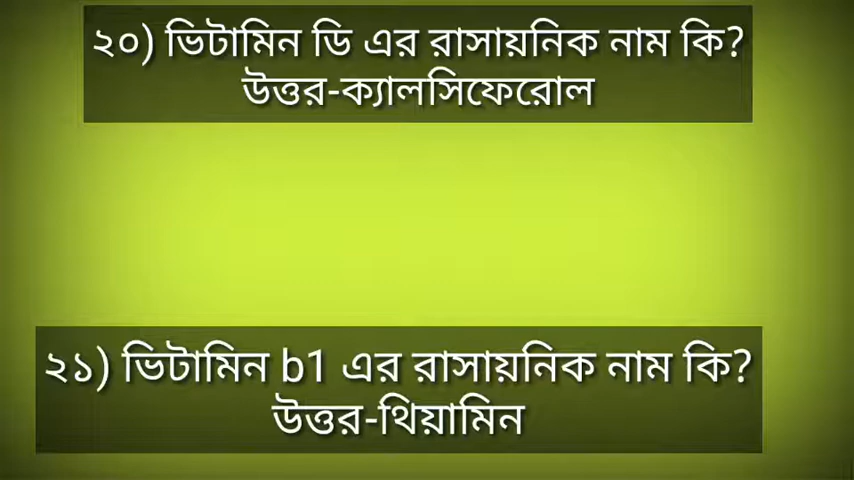 ২০) ভিটামিন ডি এর রাসায়নিক নাম কি?
উত্তর-ক্যালসিফেরোল
২১) ভিটামিন b1 এর রাসায়নিক নাম কি?
উত্তর-থিয়ামিন